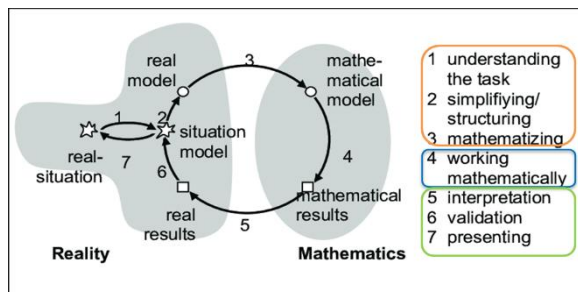 real
model
3
mathe-
matical
model
1
2
situation
model
real-
situation
7
6
4
real
results
mathematical
results
5
Reality
Mathematics
1 understanding
the task
2 simplifiying/
structuring
3 mathematizing
4 working
mathematically
5 interpretation
6 validation
7 presenting